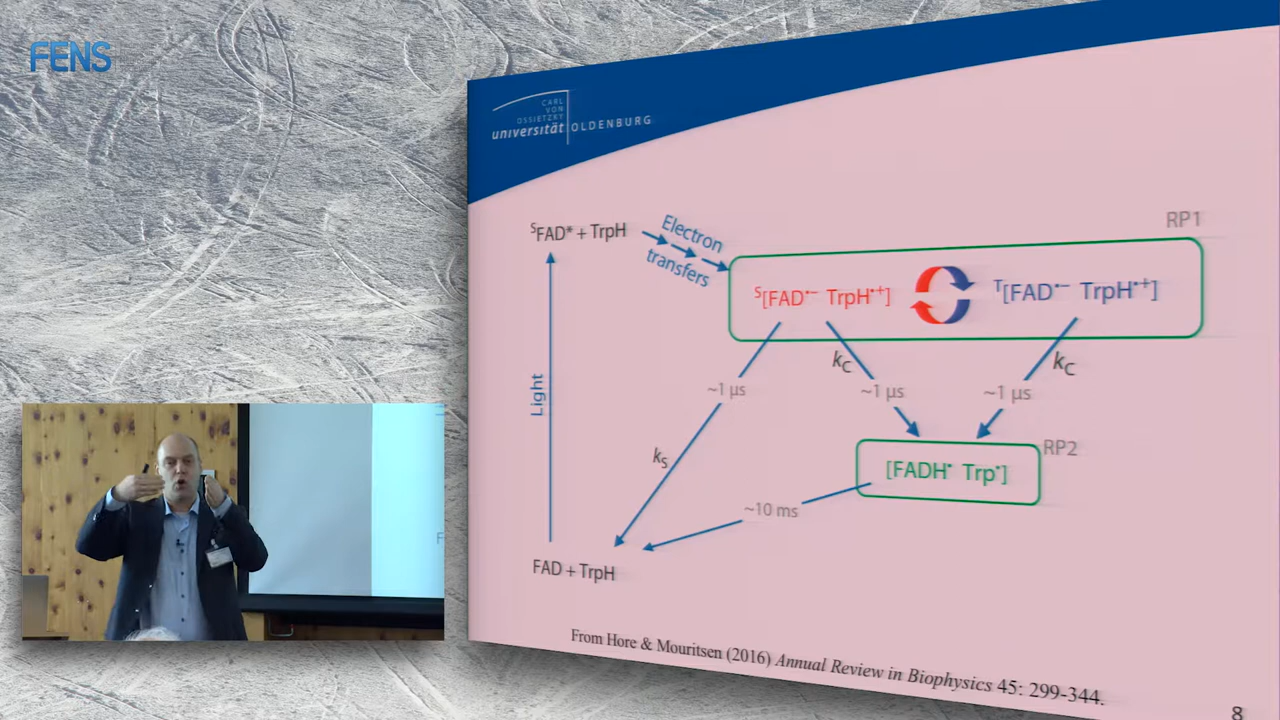 FENS
CARL
VON
OSSIETZKY
universität OLDENBURG
RP1
ˢFAD* + TrpH
Electron
transfers
ˢ[FAD•− TrpH•+]
ᵀ[FAD•− TrpH•+]
Light
~1 µs
kC
~1 µs
~1 µs
kC
kS
RP2
[FADH• Trp•]
~10 ms
FAD + TrpH
From Hore & Mouritsen (2016) Annual Review in Biophysics 45: 299-344.
8